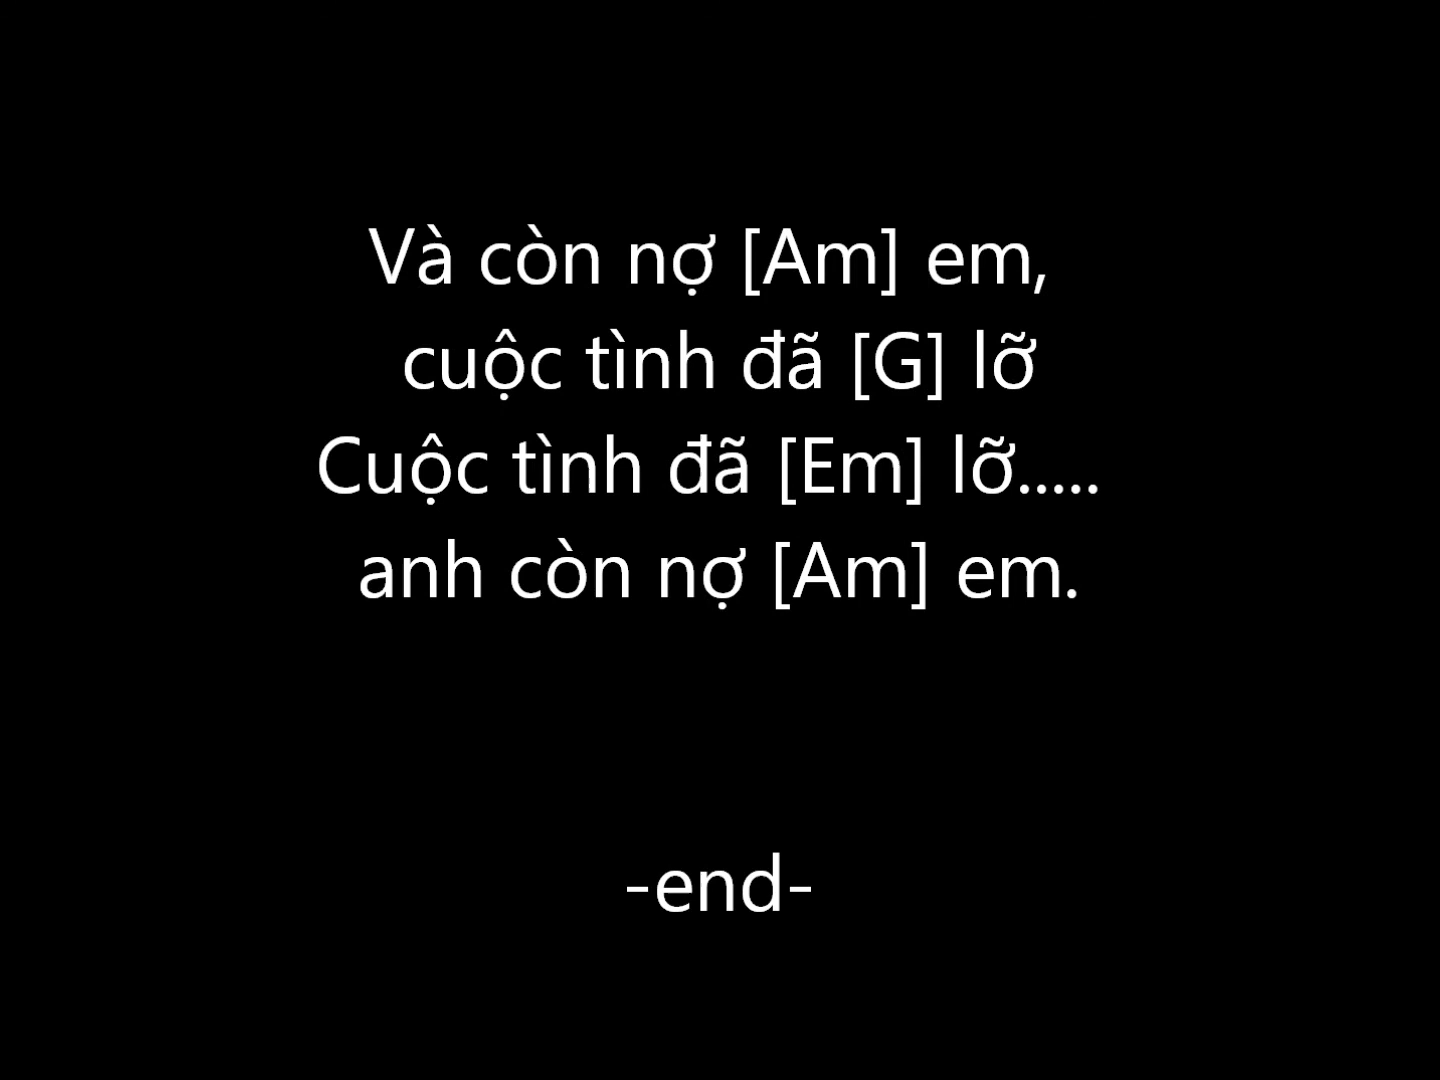 Và còn nợ [Am] em,
cuộc tình đã [G] lỡ
Cuộc tình đã [Em] lỡ.....
anh còn nợ [Am] em.
-end-